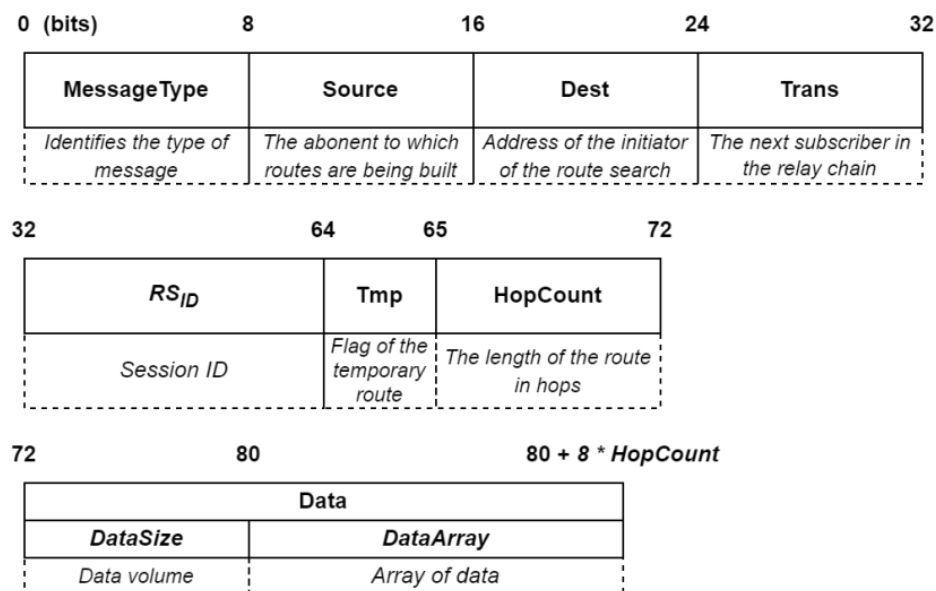 0 (bits) 8 16 24 32
MessageType Source Dest Trans
Identifies the type of The abonent to which Address of the initiator The next subscriber in
message routes are being built of the route search the relay chain
32 64 65 72
RS_ID Tmp HopCount
Flag of the
Session ID temporary The length of the route
route in hops
72 80 80 + 8 * HopCount
Data
DataSize DataArray
Data volume Array of data